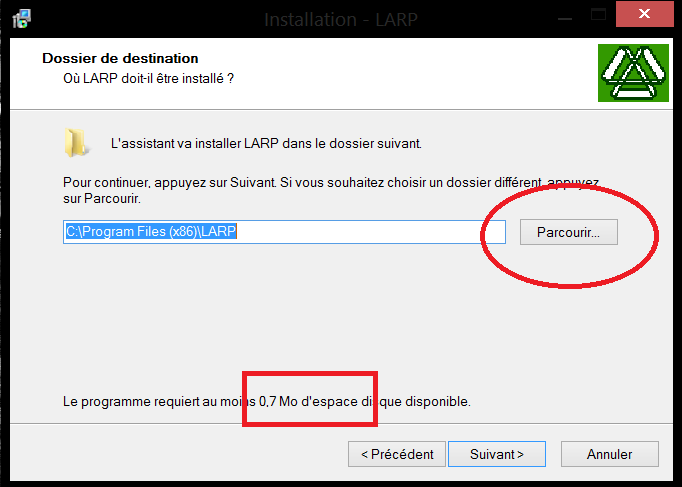 Installation - LARP
Dossier de destination
Où LARP doit-il être installé ?
L'assistant va installer LARP dans le dossier suivant.
Pour continuer, appuyez sur Suivant. Si vous souhaitez choisir un dossier différent, appuyez
sur Parcourir.
C:\Program Files (x86)\LARP
Parcourir...
Le programme requiert au moins 0,7 Mo d'espace disque disponible.
< Précédent
Suivant >
Annuler